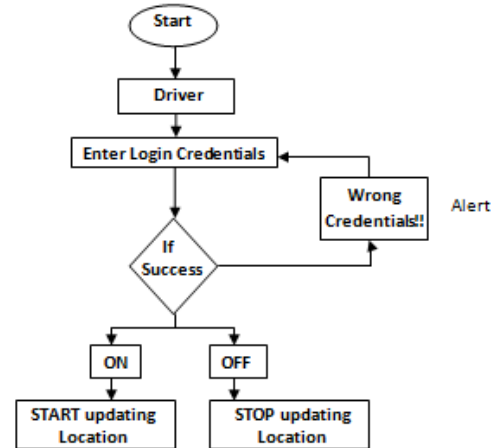 Start
Driver
Enter Login Credentials
Wrong
Credentials!!
Alert
If
Success
ON
OFF
START updating
Location
STOP updating
Location